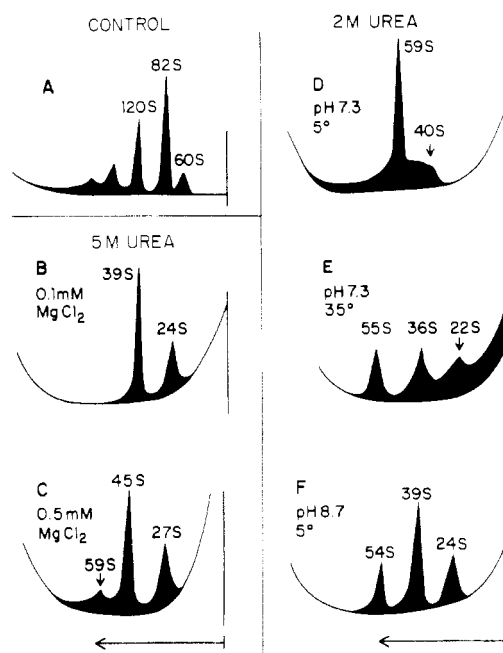 CONTROL
A
120S
82S
60S
5M UREA
B
0.1mM
MgCl2
39S
24S
C
0.5mM
MgCl2
59S
45S
27S
2M UREA
D
pH 7.3
5°
59S
40S
E
pH 7.3
35°
55S
36S
22S
F
pH 8.7
5°
54S
39S
24S